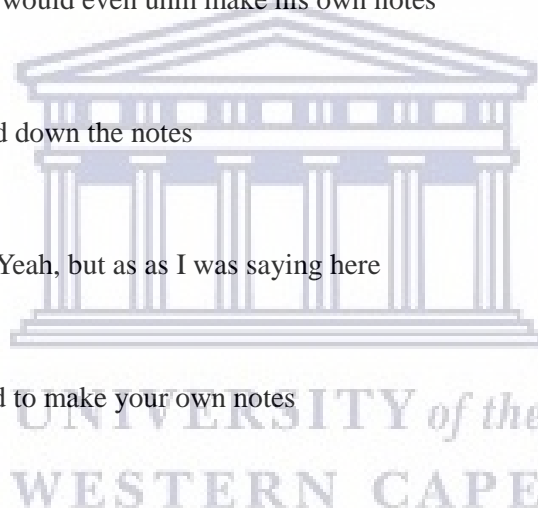 would even uhm make his own notes
d down the notes
Yeah, but as as I was saying here
d to make your own notes
UNIVERSITY of the
WESTERN CAPE